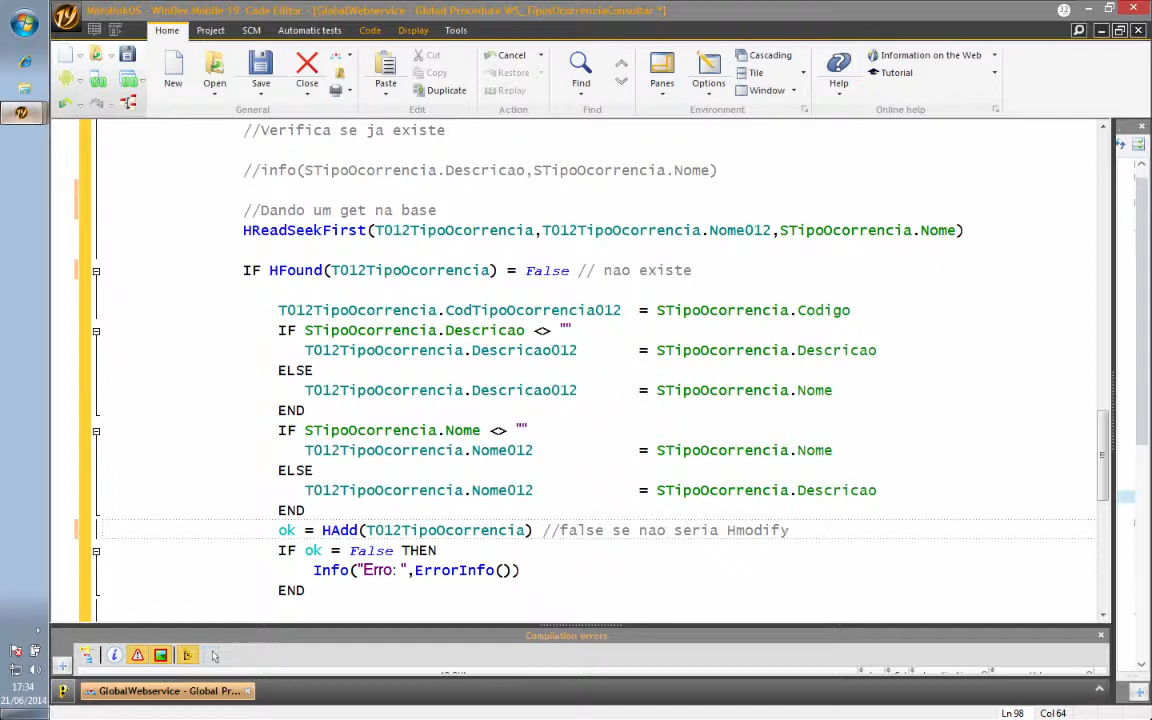 MoralinkOS - WinDev Mobile 19 Code Editor - [GlobalWebservice - Global Procedure WS_TiposOcorrenciaConsultar *]
32
Home Project SCM Automatic tests Code Display Tools
New Open Save Close Paste Cut Copy Duplicate Cancel Restore Replay Find Panes Options Cascading Tile Window Help Information on the Web Tutorial
General Edit Action Find Environment Online help
//Verifica se ja existe
//info(STipoOcorrencia.Descricao,STipoOcorrencia.Nome)
//Dando um get na base
HReadSeekFirst(T012TipoOcorrencia,T012TipoOcorrencia.Nome012,STipoOcorrencia.Nome)
IF HFound(T012TipoOcorrencia) = False // nao existe
T012TipoOcorrencia.CodTipoOcorrencia012 = STipoOcorrencia.Codigo
IF STipoOcorrencia.Descricao <> ""
T012TipoOcorrencia.Descricao012 = STipoOcorrencia.Descricao
ELSE
T012TipoOcorrencia.Descricao012 = STipoOcorrencia.Nome
END
IF STipoOcorrencia.Nome <> ""
T012TipoOcorrencia.Nome012 = STipoOcorrencia.Nome
ELSE
T012TipoOcorrencia.Nome012 = STipoOcorrencia.Descricao
END
ok = HAdd(T012TipoOcorrencia) //false se nao seria Hmodify
IF ok = False THEN
Info("Erro: ",ErrorInfo())
END
Compilation errors
GlobalWebservice - Global Pr...
17:34
21/06/2014
Ln 98 Col 64